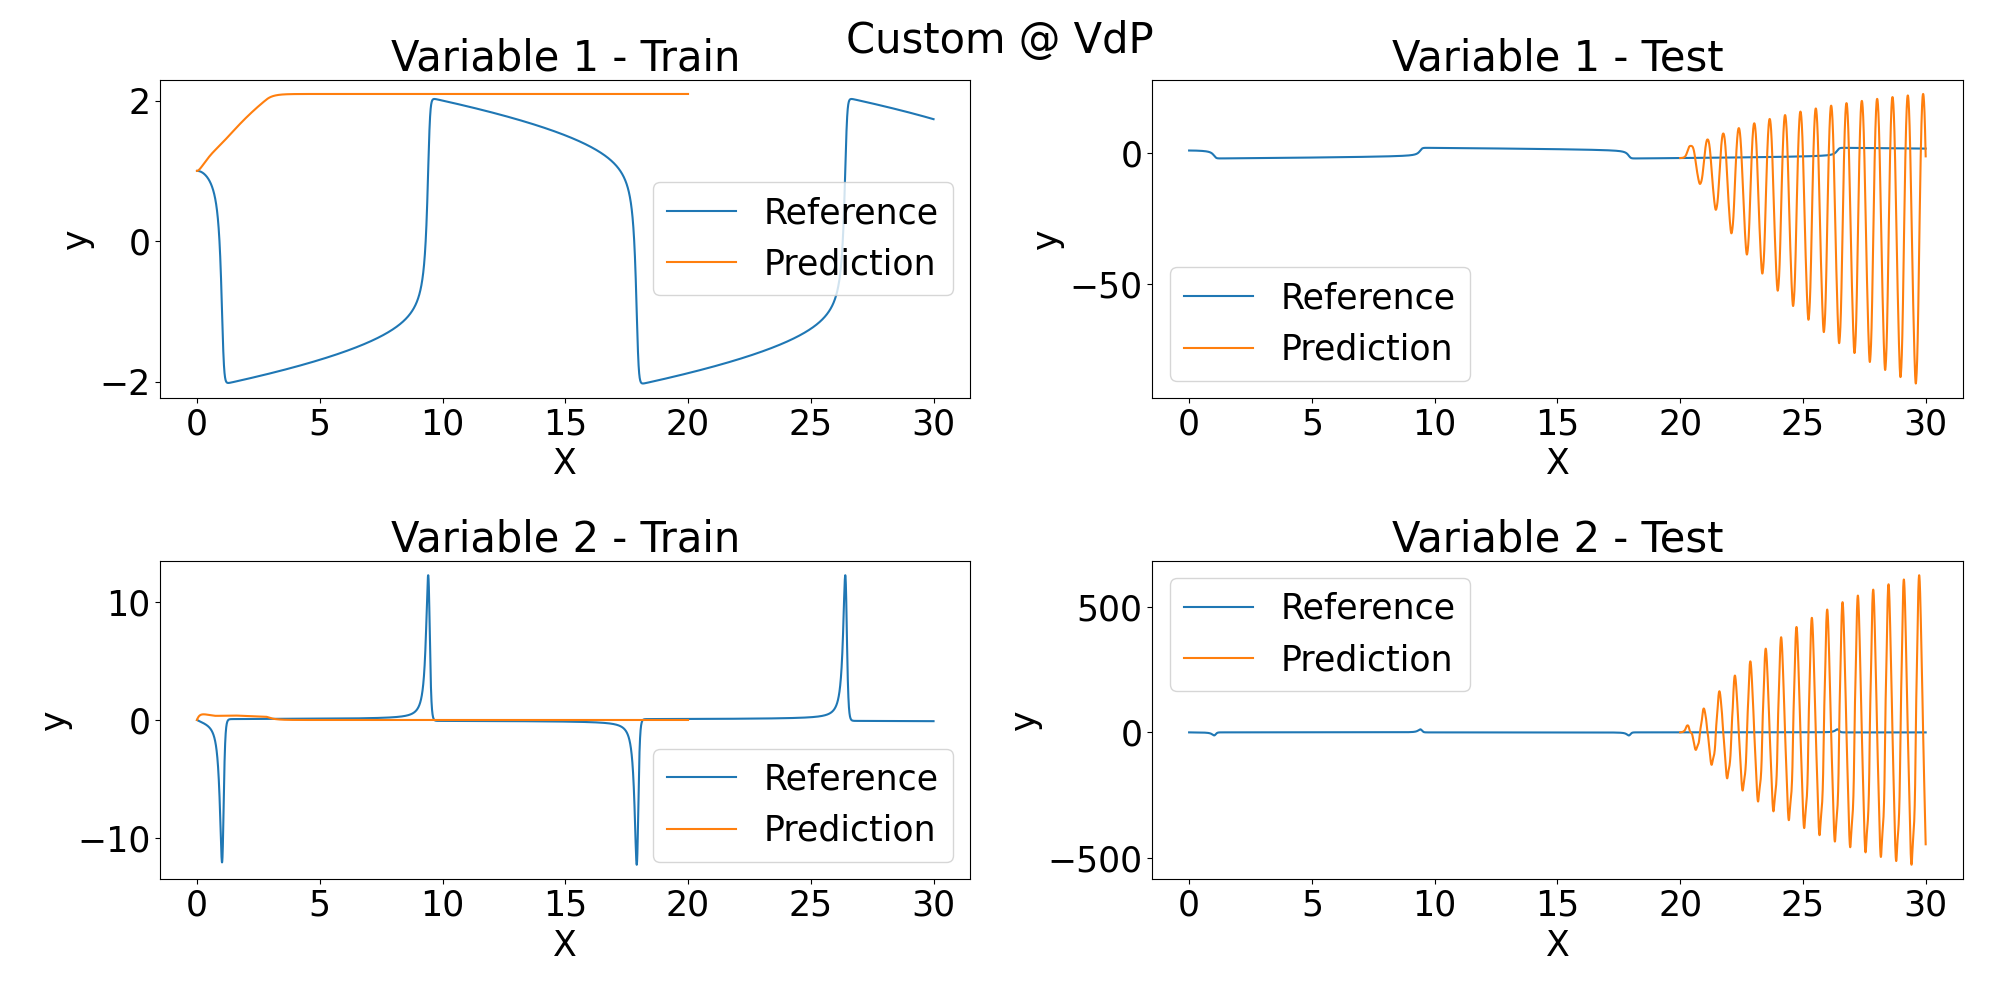 Custom @ VdP
Variable 1 - Train
y
2
0
−2
Reference
Prediction
0 5 10 15 20 25 30
X
Variable 1 - Test
y
0
−50
Reference
Prediction
0 5 10 15 20 25 30
X
Variable 2 - Train
y
10
0
−10
Reference
Prediction
0 5 10 15 20 25 30
X
Variable 2 - Test
y
500
0
−500
Reference
Prediction
0 5 10 15 20 25 30
X